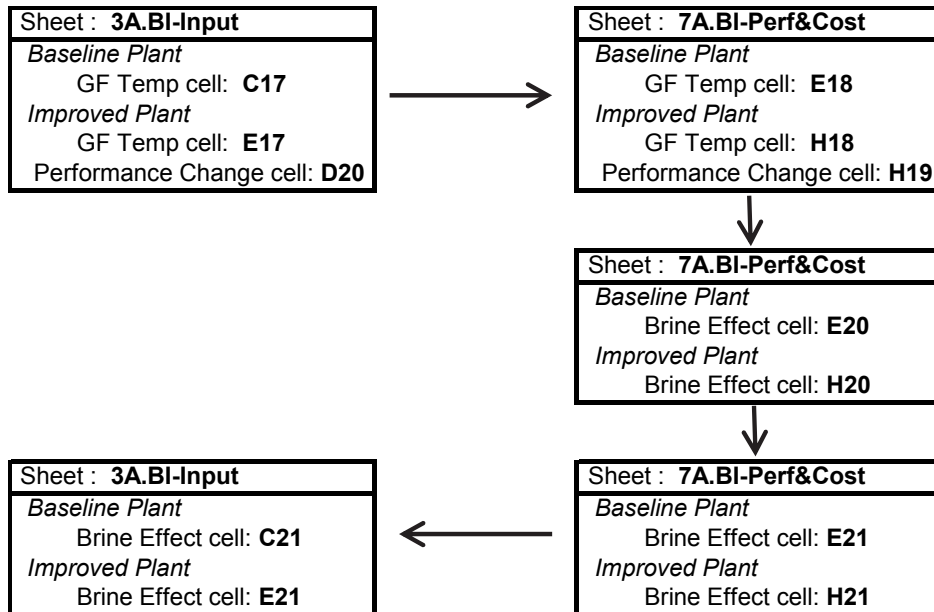 Sheet : 3A.BI-Input
Baseline Plant
GF Temp cell: C17
Improved Plant
GF Temp cell: E17
Performance Change cell: D20
Sheet : 7A.BI-Perf&Cost
Baseline Plant
GF Temp cell: E18
Improved Plant
GF Temp cell: H18
Performance Change cell: H19
Sheet : 7A.BI-Perf&Cost
Baseline Plant
Brine Effect cell: E20
Improved Plant
Brine Effect cell: H20
Sheet : 7A.BI-Perf&Cost
Baseline Plant
Brine Effect cell: E21
Improved Plant
Brine Effect cell: H21
Sheet : 3A.BI-Input
Baseline Plant
Brine Effect cell: C21
Improved Plant
Brine Effect cell: E21